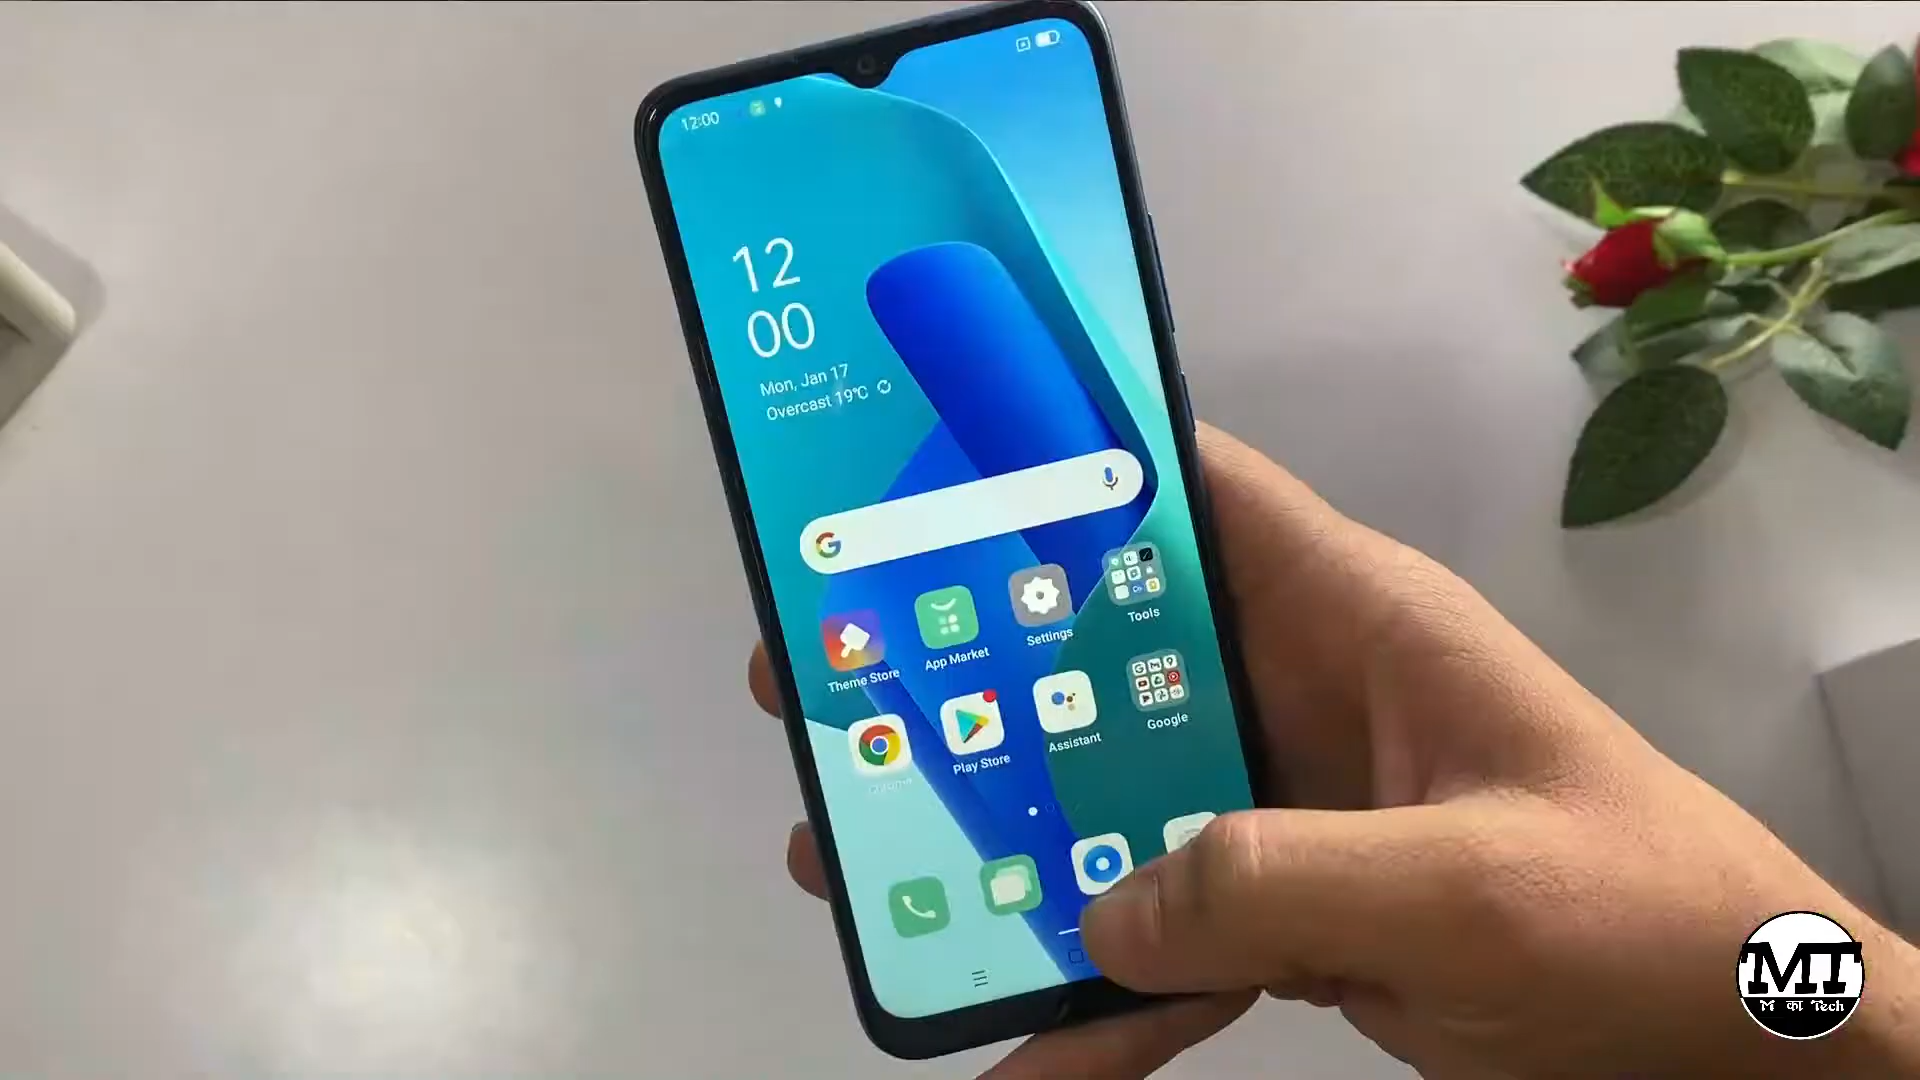 12:00
12
00
Mon, Jan 17
Overcast 19℃
Theme Store
App Market
Settings
Tools
Chrome
Play Store
Assistant
Google
MT
M का Tech